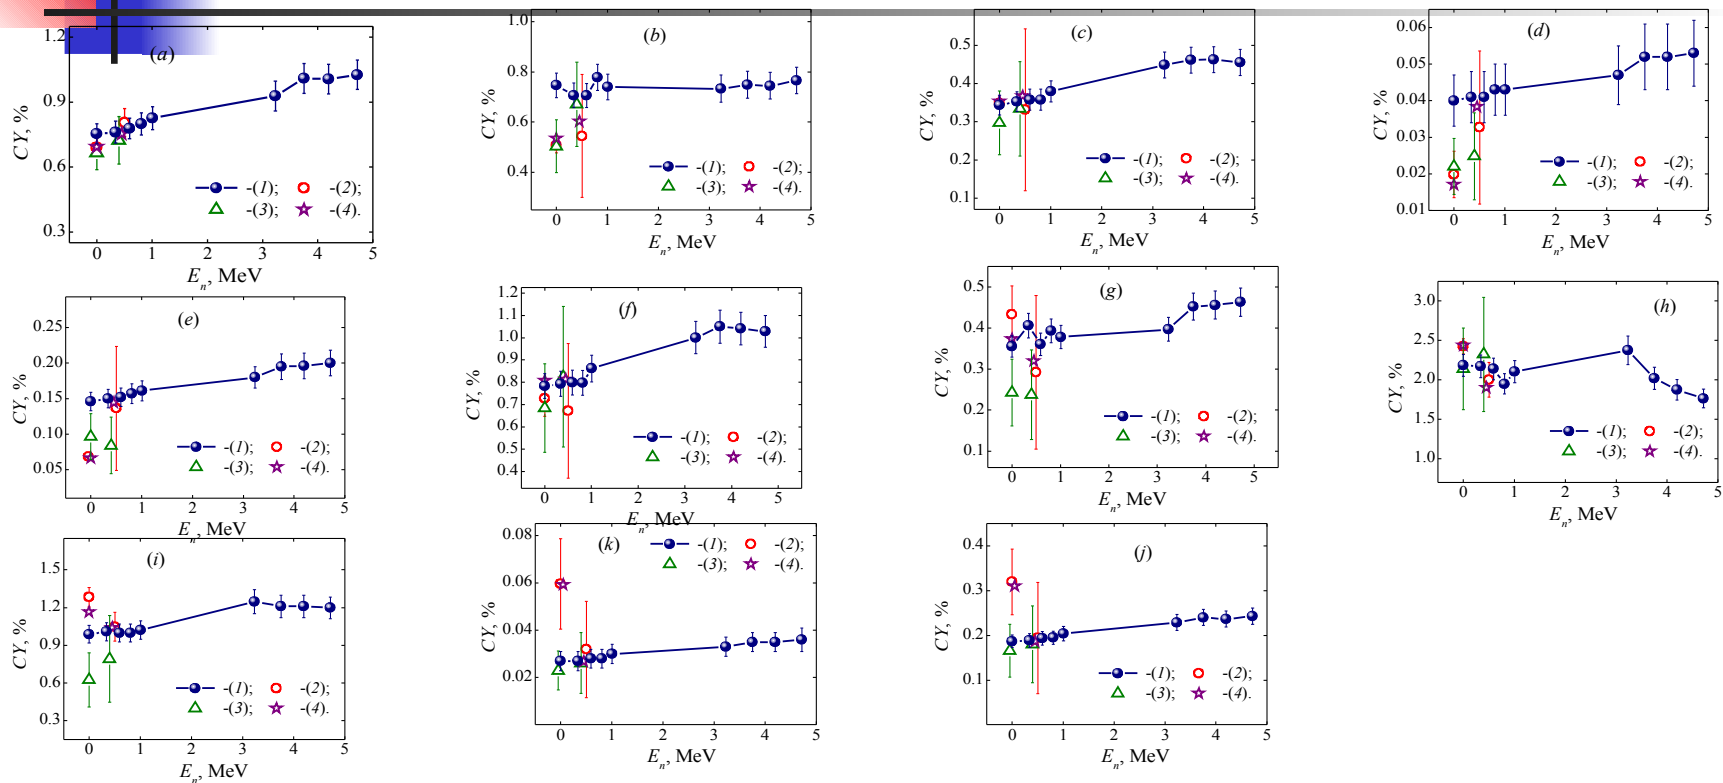 (a)
CY, %
1.2
0.9
0.6
0.3
-(1); -(2);
-(3); -(4).
0 1 2 3 4 5
En, MeV
(b)
CY, %
1.0
0.8
0.6
0.4
-(1); -(2);
-(3); -(4).
0 1 2 3 4 5
En, MeV
(c)
CY, %
0.5
0.4
0.3
0.2
0.1
-(1); -(2);
-(3); -(4).
0 1 2 3 4 5
En, MeV
(d)
CY, %
0.06
0.05
0.04
0.03
0.02
0.01
-(1); -(2);
-(3); -(4).
0 1 2 3 4 5
En, MeV
(e)
CY, %
0.25
0.20
0.15
0.10
0.05
-(1); -(2);
-(3); -(4).
0 1 2 3 4 5
En, MeV
(f)
CY, %
1.2
1.1
1.0
0.9
0.8
0.7
0.6
0.5
0.4
-(1); -(2);
-(3); -(4).
0 1 2 3 4 5
En, MeV
(g)
CY, %
0.5
0.4
0.3
0.2
0.1
-(1); -(2);
-(3); -(4).
0 1 2 3 4 5
En, MeV
(h)
CY, %
3.0
2.5
2.0
1.5
1.0
-(1); -(2);
-(3); -(4).
0 1 2 3 4 5
En, MeV
(i)
CY, %
1.5
1.2
0.9
0.6
0.3
-(1); -(2);
-(3); -(4).
0 1 2 3 4 5
En, MeV
(k)
CY, %
0.08
0.06
0.04
0.02
-(1); -(2);
-(3); -(4).
0 1 2 3 4 5
En, MeV
(j)
CY, %
0.4
0.3
0.2
0.1
-(1); -(2);
-(3); -(4).
0 1 2 3 4 5
En, MeV